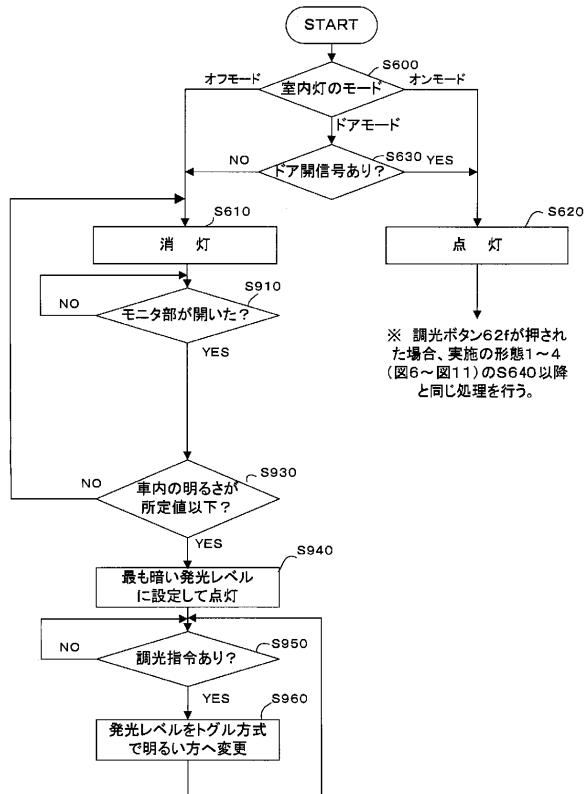 START
S600
オフモード
室内灯のモード
オンモード
ドアモード
S630
NO
ドア開信号あり?
YES
S610
消 灯
S620
点 灯
S910
NO
モニタ部が開いた?
YES
※ 調光ボタン62fが押され
た場合、実施の形態1~4
(図6~図11)のS640以降
と同じ処理を行う。
S930
NO
車内の明るさが
所定値以下?
YES
S940
最も暗い発光レベル
に設定して点灯
S950
NO
調光指令あり?
YES
S960
発光レベルをトグル方式
で明るい方へ変更